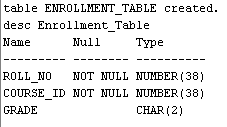 table ENROLLMENT_TABLE created.
desc Enrollment_Table
Name      Null     Type
--------- -------- ----------
ROLL_NO   NOT NULL NUMBER(38)
COURSE_ID NOT NULL NUMBER(38)
GRADE              CHAR(2)